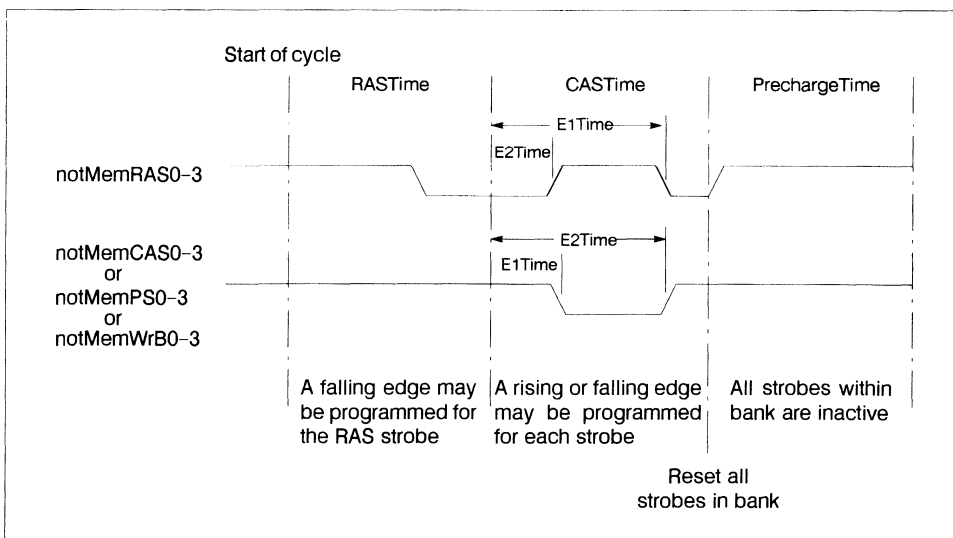 Start of cycle
RASTime
CASTime
PrechargeTime
E1Time
E2Time
notMemRAS0-3
notMemCAS0-3
or
notMemPS0-3
or
notMemWrB0-3
E2Time
E1Time
A falling edge may
be programmed for
the RAS strobe
A rising or falling edge
may be programmed
for each strobe
All strobes within
bank are inactive
Reset all
strobes in bank